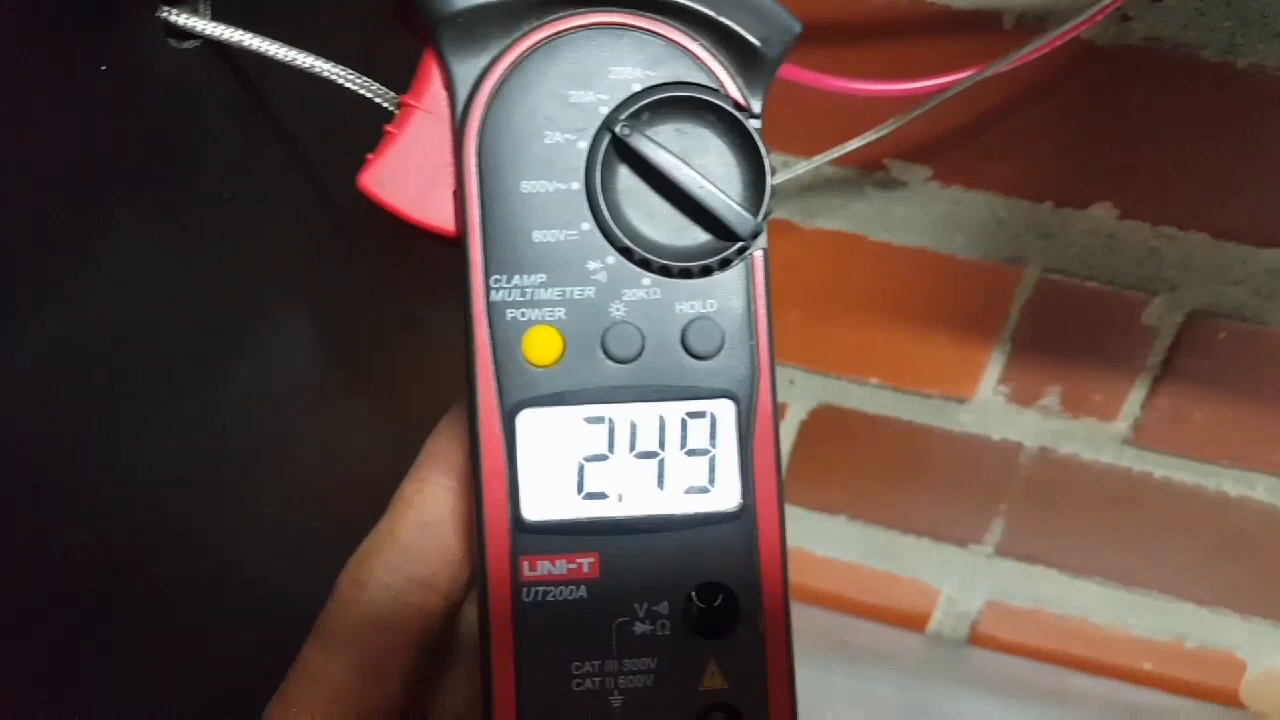 200A~
20A~
2A~
600V~
600V⎓
20KΩ
CLAMP
MULTIMETER
POWER
HOLD
2.49
UNI-T
UT200A
V
Ω
CAT III 300V
CAT II 600V